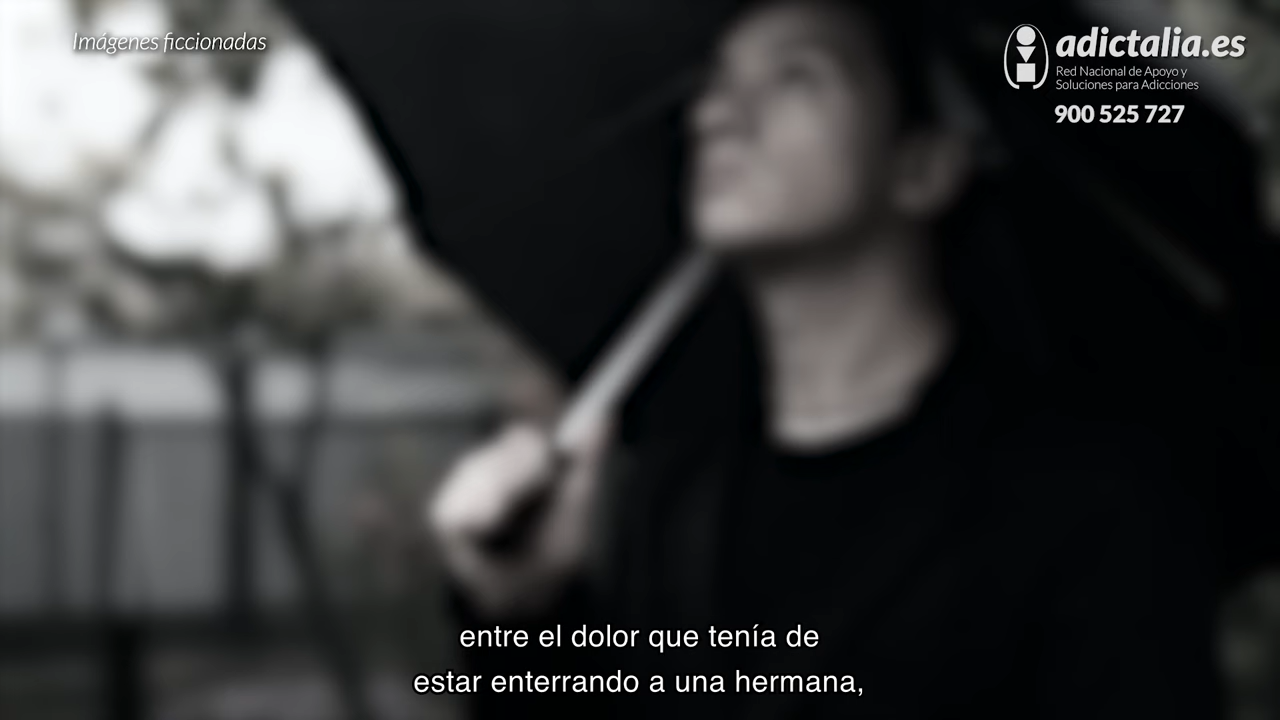 Imágenes ficcionadas
adictalia.es
Red Nacional de Apoyo y
Soluciones para Adicciones
900 525 727
entre el dolor que tenía de
estar enterrando a una hermana,